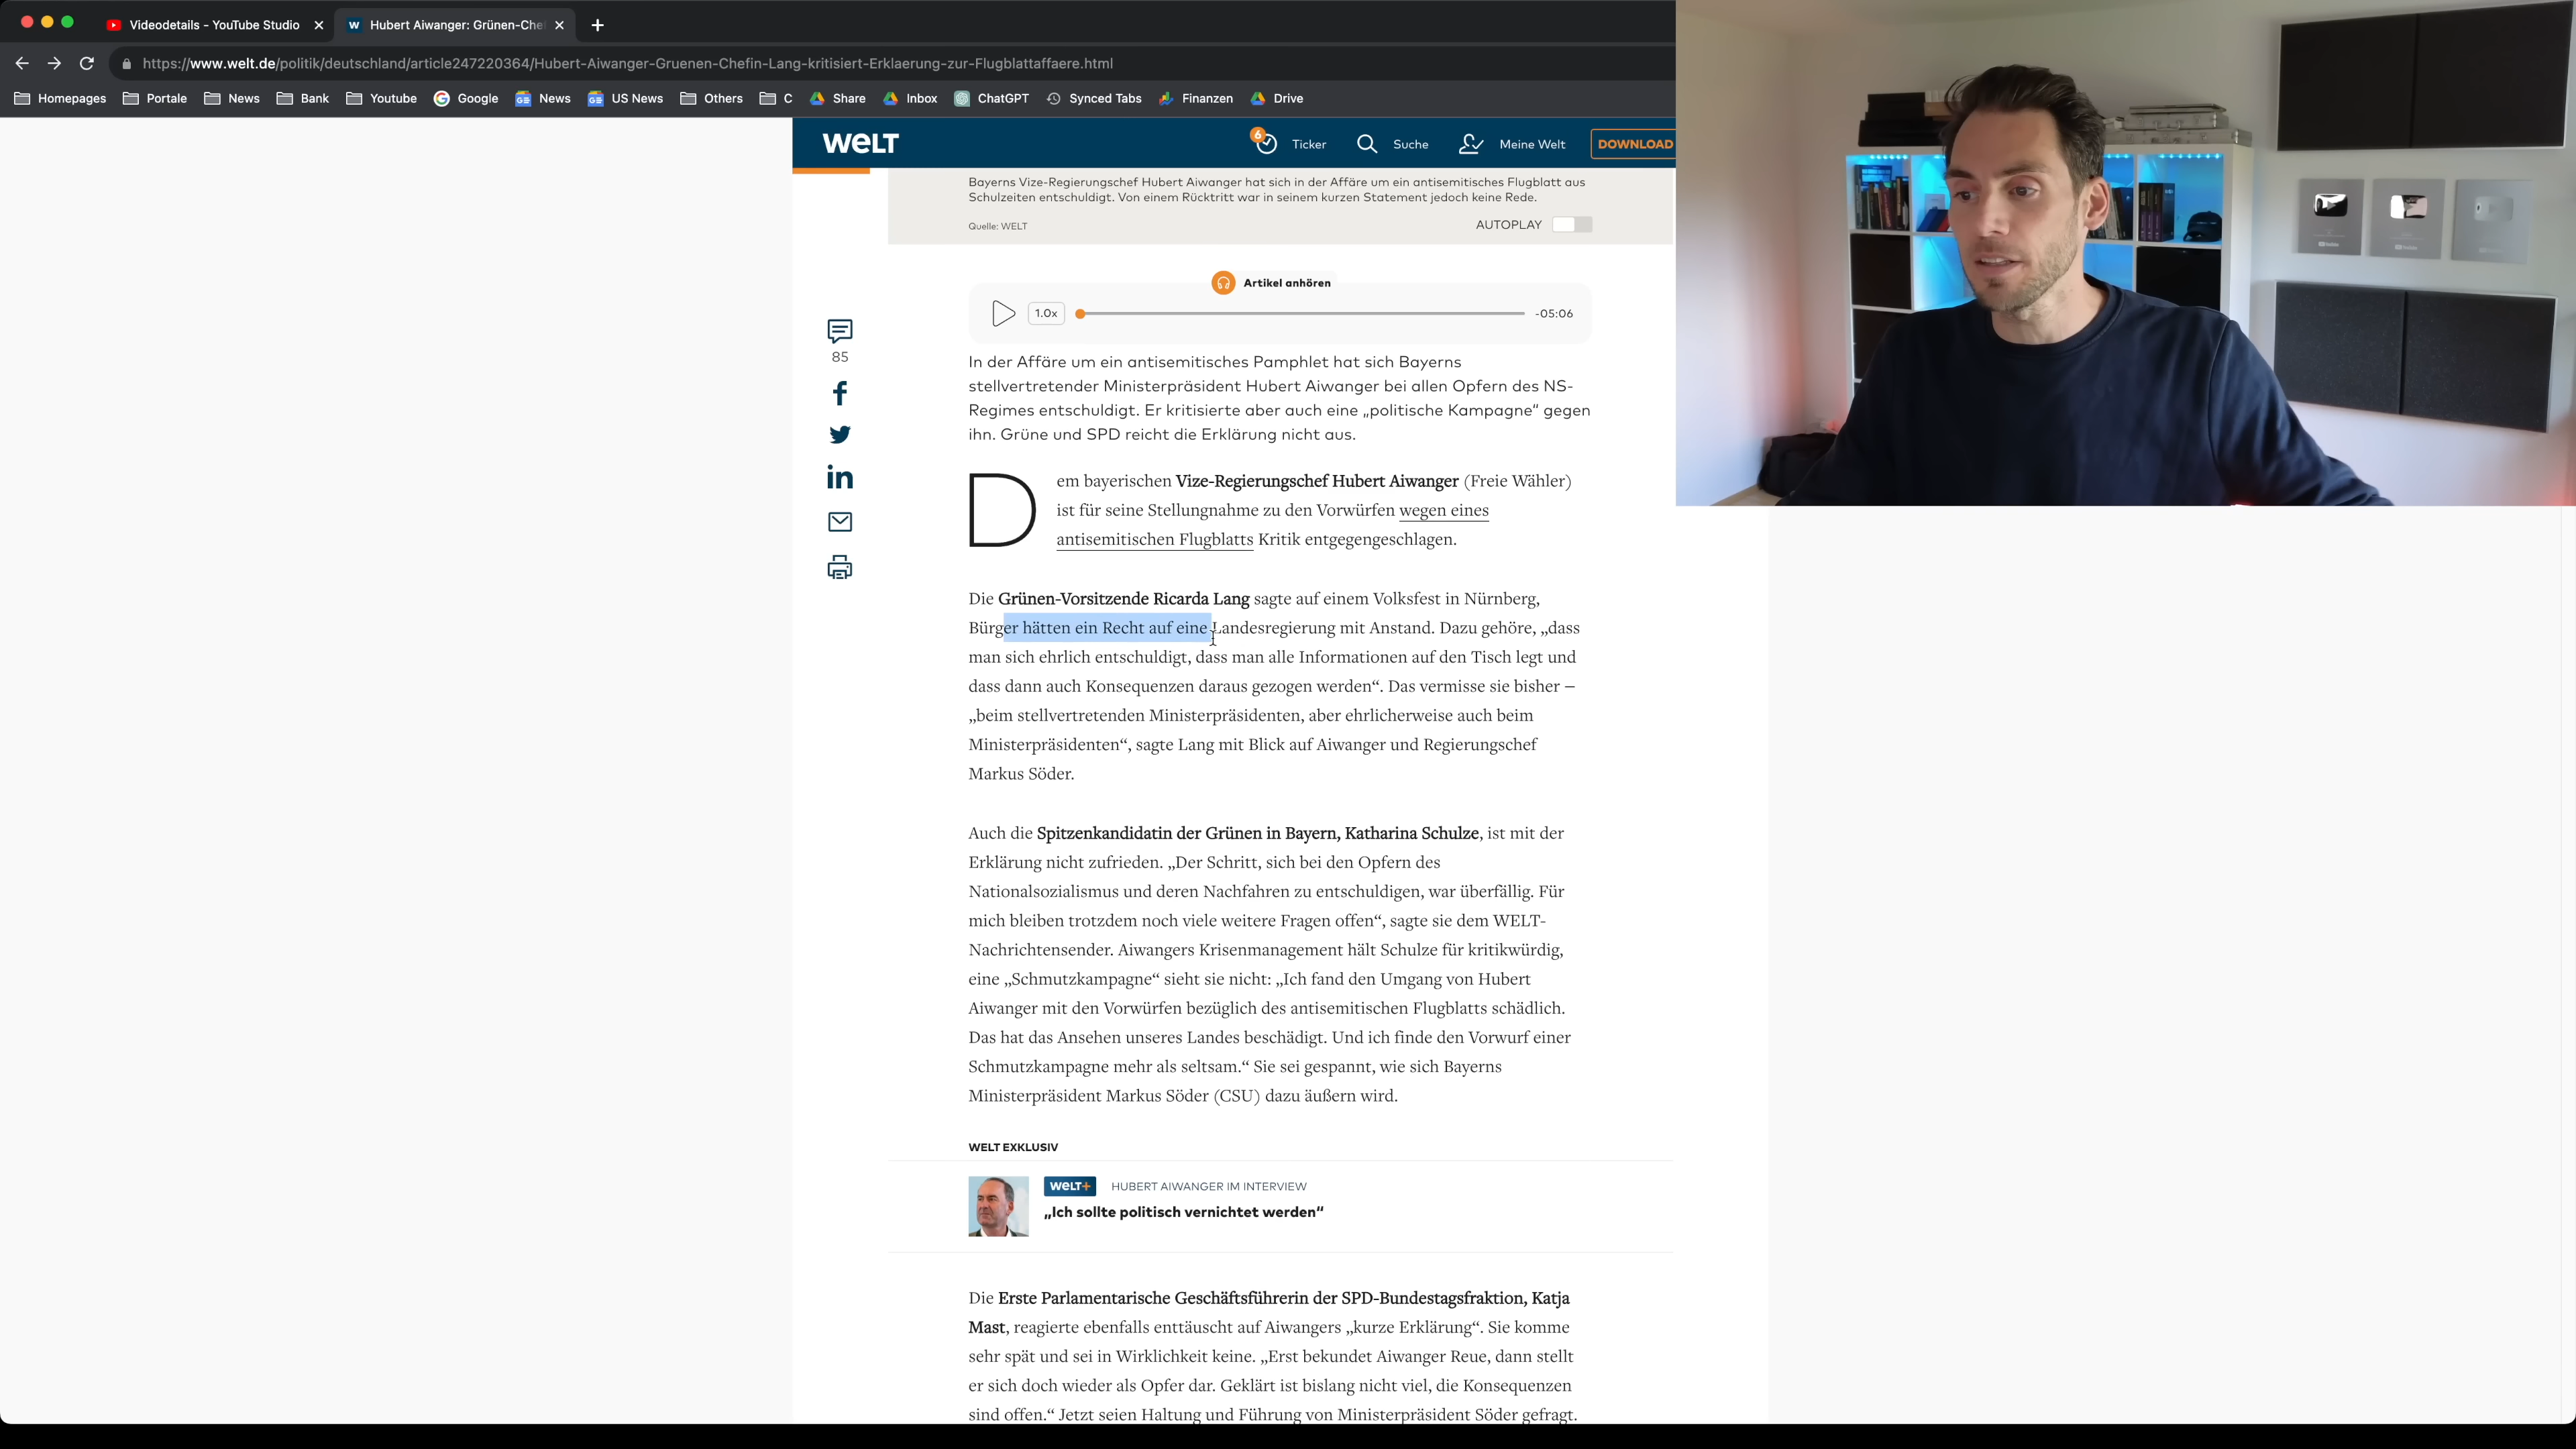 Videodetails - YouTube Studio
Hubert Aiwanger: Grünen-Che
https://www.welt.de/politik/deutschland/article247220364/Hubert-Aiwanger-Gruenen-Chefin-Lang-kritisiert-Erklaerung-zur-Flugblattaffaere.html
Homepages Portale News Bank Youtube Google News US News Others C Share Inbox ChatGPT Synced Tabs Finanzen Drive
WELT
6 Ticker Suche Meine Welt DOWNLOAD
Bayerns Vize-Regierungschef Hubert Aiwanger hat sich in der Affäre um ein antisemitisches Flugblatt aus
Schulzeiten entschuldigt. Von einem Rücktritt war in seinem kurzen Statement jedoch keine Rede.
Quelle: WELT
AUTOPLAY
Artikel anhören
1.0x
-05:06
85
In der Affäre um ein antisemitisches Pamphlet hat sich Bayerns
stellvertretender Ministerpräsident Hubert Aiwanger bei allen Opfern des NS-
Regimes entschuldigt. Er kritisierte aber auch eine „politische Kampagne“ gegen
ihn. Grüne und SPD reicht die Erklärung nicht aus.
Dem bayerischen Vize-Regierungschef Hubert Aiwanger (Freie Wähler)
ist für seine Stellungnahme zu den Vorwürfen wegen eines
antisemitischen Flugblatts Kritik entgegengeschlagen.
Die Grünen-Vorsitzende Ricarda Lang sagte auf einem Volksfest in Nürnberg,
Bürger hätten ein Recht auf eine Landesregierung mit Anstand. Dazu gehöre, „dass
man sich ehrlich entschuldigt, dass man alle Informationen auf den Tisch legt und
dass dann auch Konsequenzen daraus gezogen werden“. Das vermisse sie bisher –
„beim stellvertretenden Ministerpräsidenten, aber ehrlicherweise auch beim
Ministerpräsidenten“, sagte Lang mit Blick auf Aiwanger und Regierungschef
Markus Söder.
Auch die Spitzenkandidatin der Grünen in Bayern, Katharina Schulze, ist mit der
Erklärung nicht zufrieden. „Der Schritt, sich bei den Opfern des
Nationalsozialismus und deren Nachfahren zu entschuldigen, war überfällig. Für
mich bleiben trotzdem noch viele weitere Fragen offen“, sagte sie dem WELT-
Nachrichtensender. Aiwangers Krisenmanagement hält Schulze für kritikwürdig,
eine „Schmutzkampagne“ sieht sie nicht: „Ich fand den Umgang von Hubert
Aiwanger mit den Vorwürfen bezüglich des antisemitischen Flugblatts schädlich.
Das hat das Ansehen unseres Landes beschädigt. Und ich finde den Vorwurf einer
Schmutzkampagne mehr als seltsam.“ Sie sei gespannt, wie sich Bayerns
Ministerpräsident Markus Söder (CSU) dazu äußern wird.
WELT EXKLUSIV
WELT+ HUBERT AIWANGER IM INTERVIEW
„Ich sollte politisch vernichtet werden“
Die Erste Parlamentarische Geschäftsführerin der SPD-Bundestagsfraktion, Katja
Mast, reagierte ebenfalls enttäuscht auf Aiwangers „kurze Erklärung“. Sie komme
sehr spät und sei in Wirklichkeit keine. „Erst bekundet Aiwanger Reue, dann stellt
er sich doch wieder als Opfer dar. Geklärt ist bislang nicht viel, die Konsequenzen
sind offen.“ Jetzt seien Haltung und Führung von Ministerpräsident Söder gefragt.